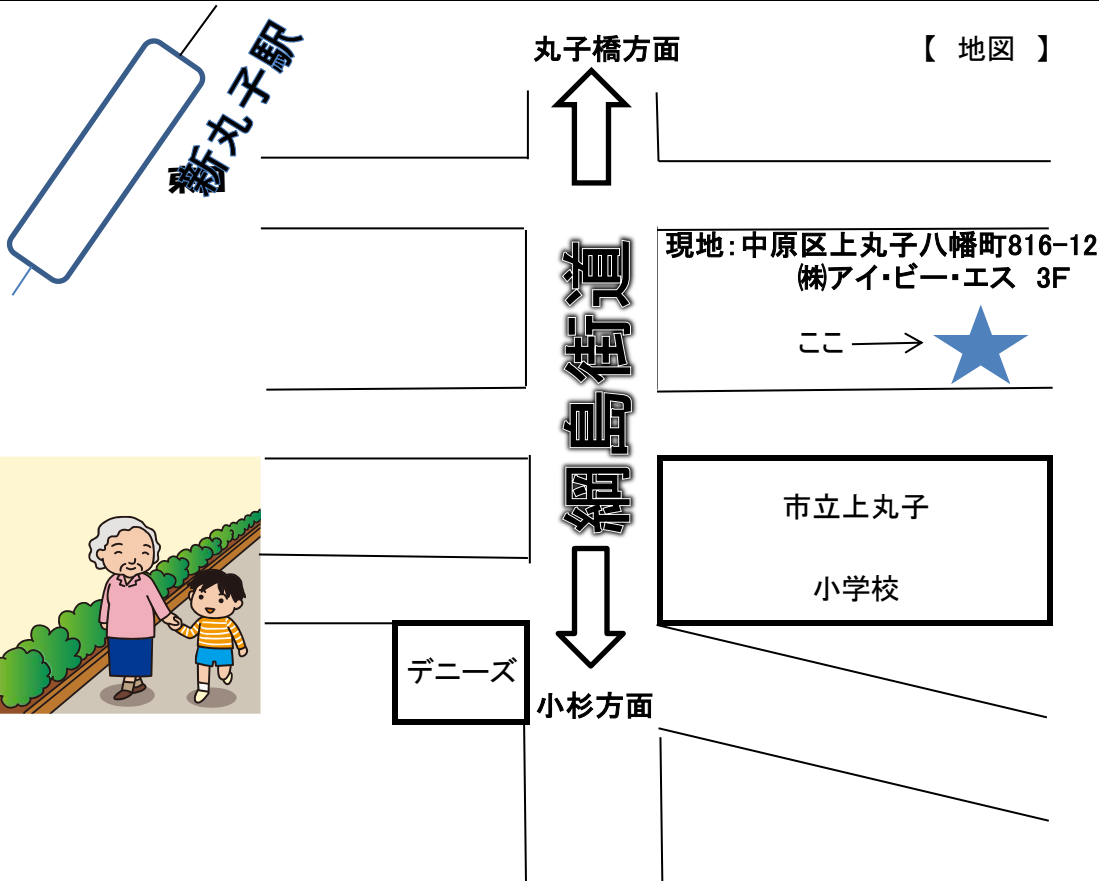 丸子橋方面
【 地図 】
新丸子駅
現地：中原区上丸子八幡町816-12
㈱アイ・ビー・エス 3F
ここ
綱島街道
市立上丸子
小学校
デニーズ
小杉方面